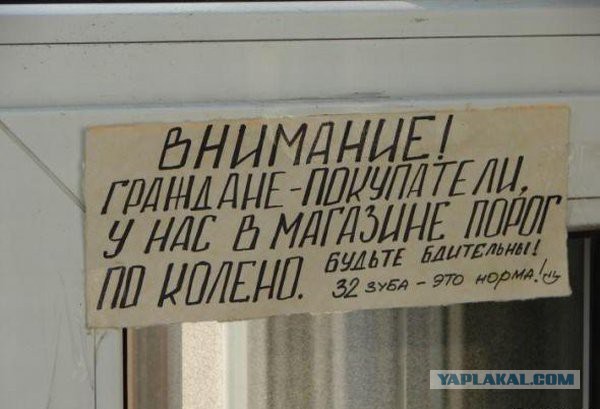 ВНИМАНИЕ!
ГРАЖДАНЕ-ПОКУПАТЕЛИ,
У НАС В МАГАЗИНЕ ПОРОГ
ПО КОЛЕНО. БУДЬТЕ БДИТЕЛЬНЫ!
32 ЗУБА - ЭТО НОРМА!
YAPLAKAL.COM